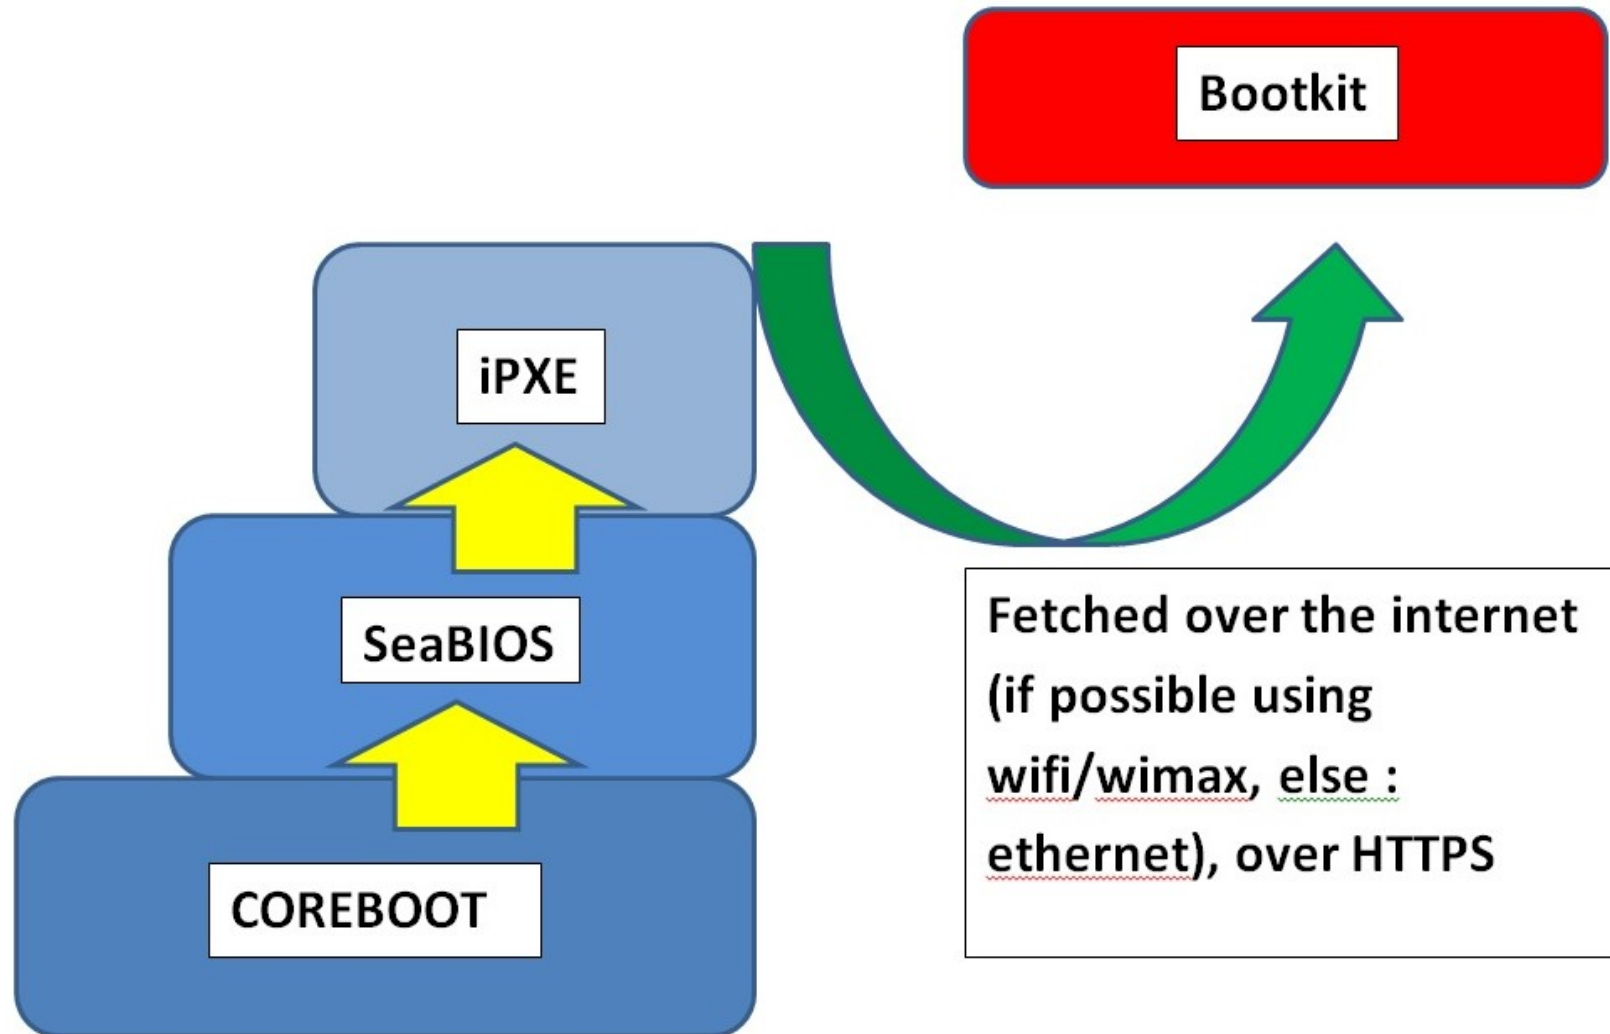 Bootkit
iPXE
SeaBIOS
COREBOOT
Fetched over the internet
(if possible using
wifi/wimax, else :
ethernet), over HTTPS